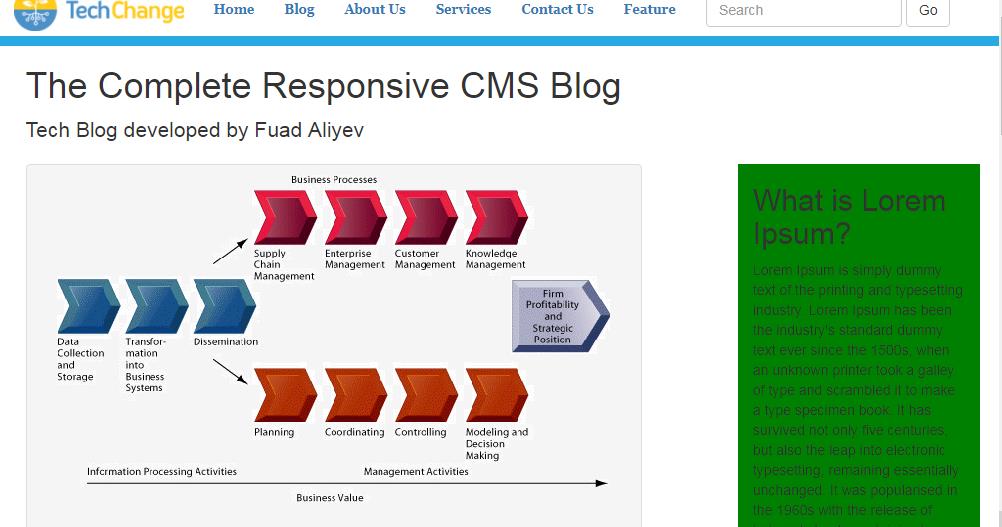 TechChange
Home Blog About Us Services Contact Us Feature
Search
Go
The Complete Responsive CMS Blog
Tech Blog developed by Fuad Aliyev
Business Processes
Supply
Chain
Management
Enterprise
Management
Customer
Management
Knowledge
Management
Data
Collection
and
Storage
Transfor-
mation
into
Business
Systems
Dissemination
Firm
Profitability
and
Strategic
Position
Planning
Coordinating
Controlling
Modeling and
Decision
Making
Information Processing Activities
Management Activities
Business Value
What is Lorem
Ipsum?
Lorem Ipsum is simply dummy
text of the printing and typesetting
industry. Lorem Ipsum has been
the industry's standard dummy
text ever since the 1500s, when
an unknown printer took a galley
of type and scrambled it to make
a type specimen book. It has
survived not only five centuries,
but also the leap into electronic
typesetting, remaining essentially
unchanged. It was popularised in
the 1960s with the release of